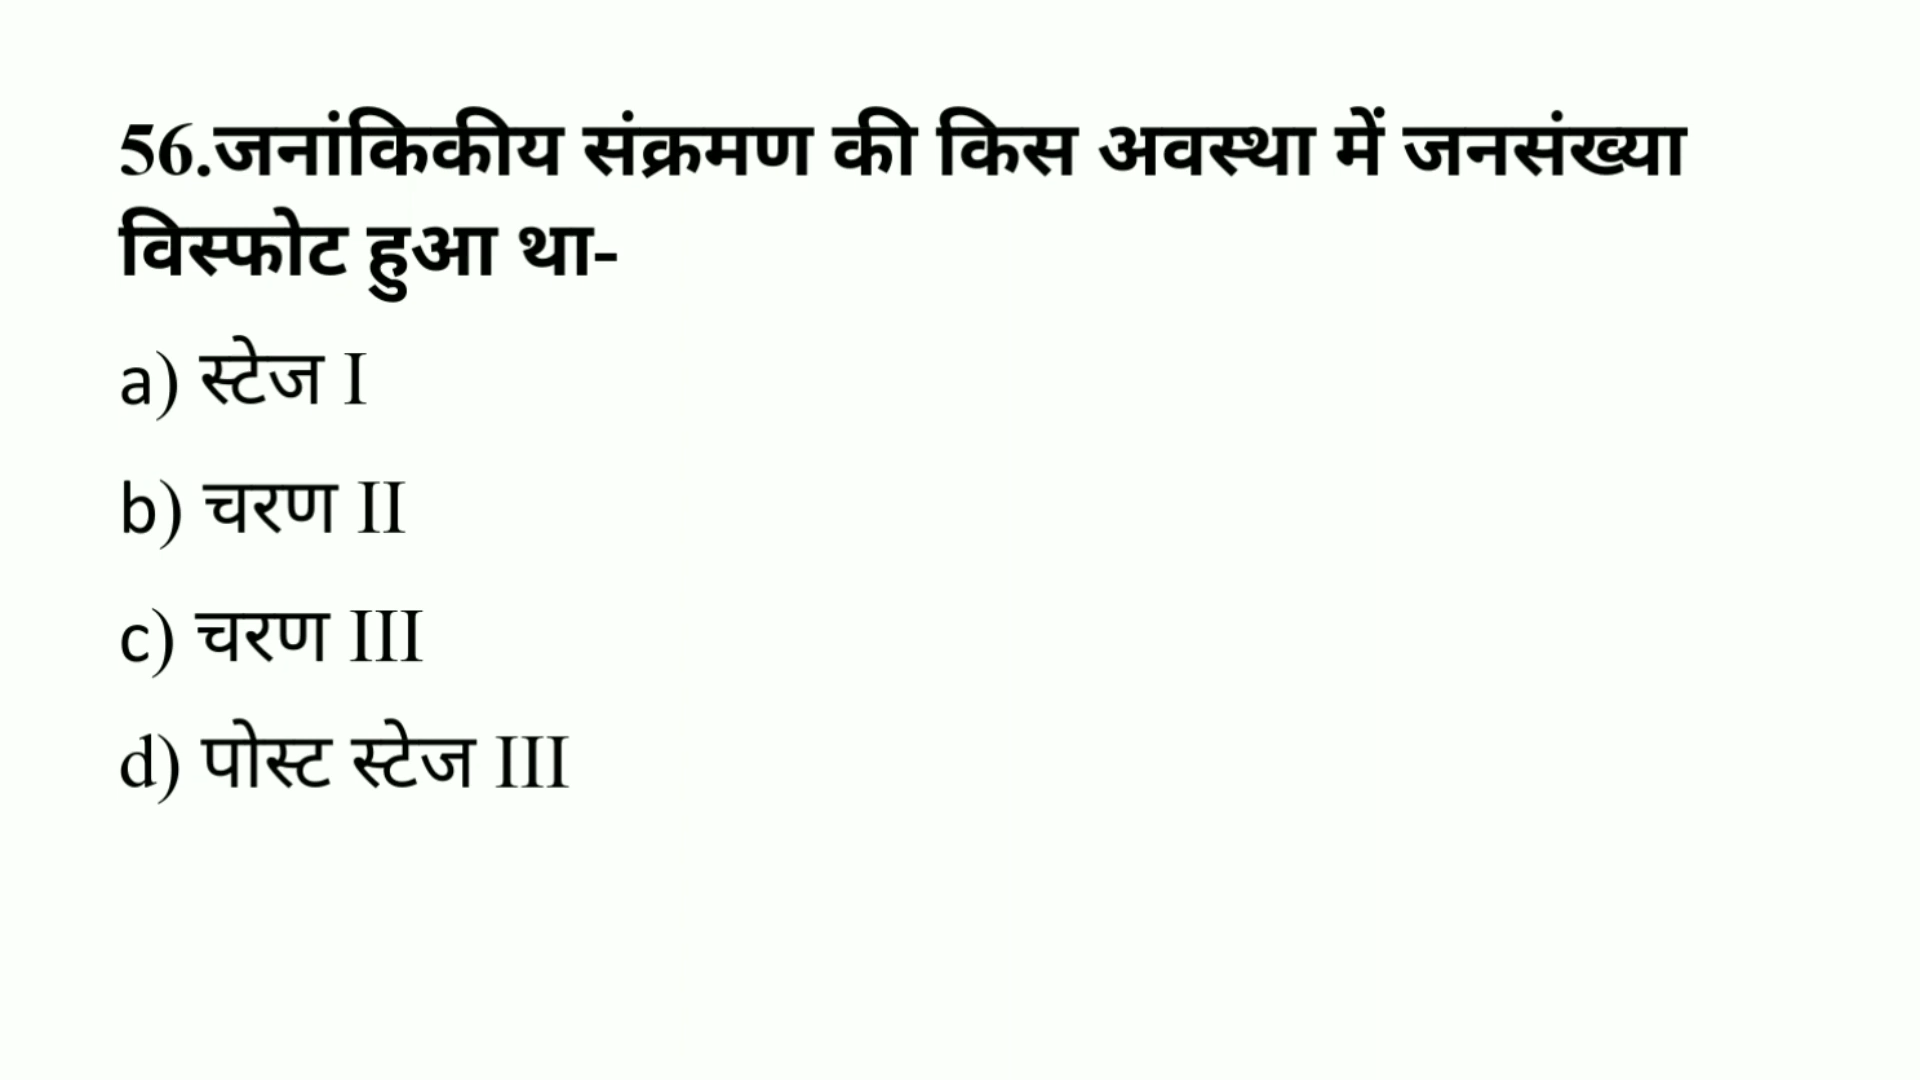 56.जनांकिकीय संक्रमण की किस अवस्था में जनसंख्या
विस्फोट हुआ था-
a) स्टेज I
b) चरण II
c) चरण III
d) पोस्ट स्टेज III